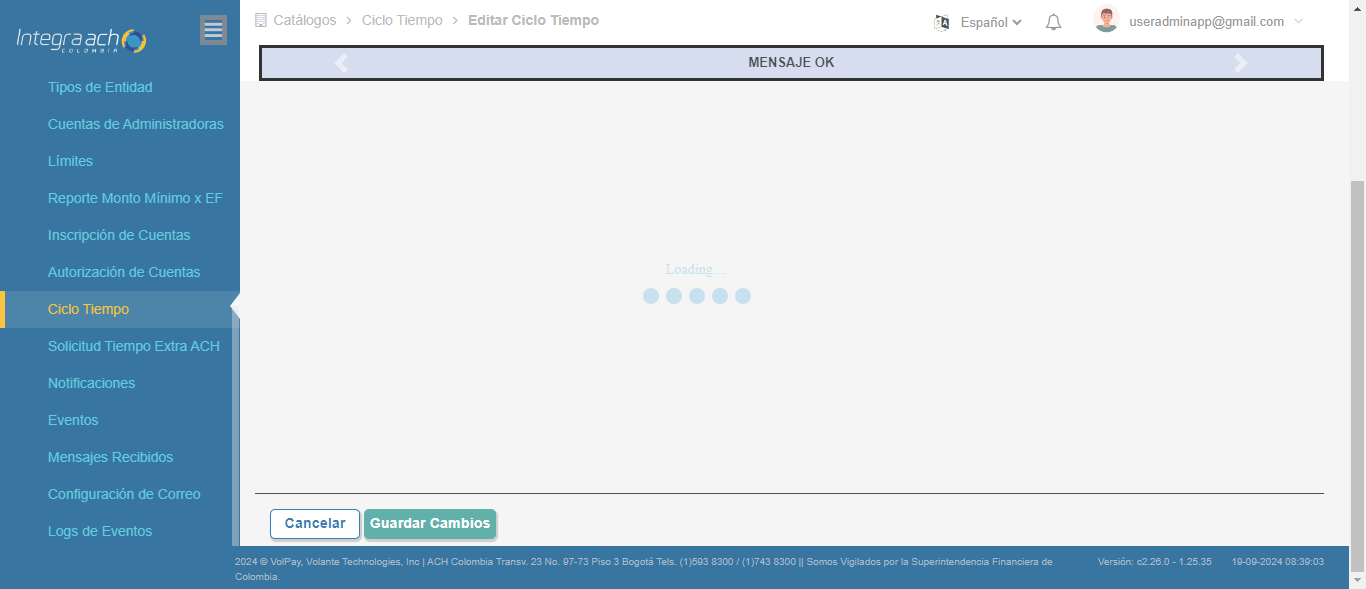 Integra ach
COLOMBIA
Catálogos > Ciclo Tiempo > Editar Ciclo Tiempo
Español
useradminapp@gmail.com
MENSAJE OK
Tipos de Entidad
Cuentas de Administradoras
Límites
Reporte Monto Mínimo x EF
Inscripción de Cuentas
Autorización de Cuentas
Ciclo Tiempo
Solicitud Tiempo Extra ACH
Notificaciones
Eventos
Mensajes Recibidos
Configuración de Correo
Logs de Eventos
Loading...
Cancelar
Guardar Cambios
2024 © VolPay, Volante Technologies, Inc | ACH Colombia Transv. 23 No. 97-73 Piso 3 Bogotá Tels. (1)593 8300 / (1)743 8300 || Somos Vigilados por la Superintendencia Financiera de
Colombia.
Versión: c2.26.0 - 1.25.35
19-09-2024 08:39:03